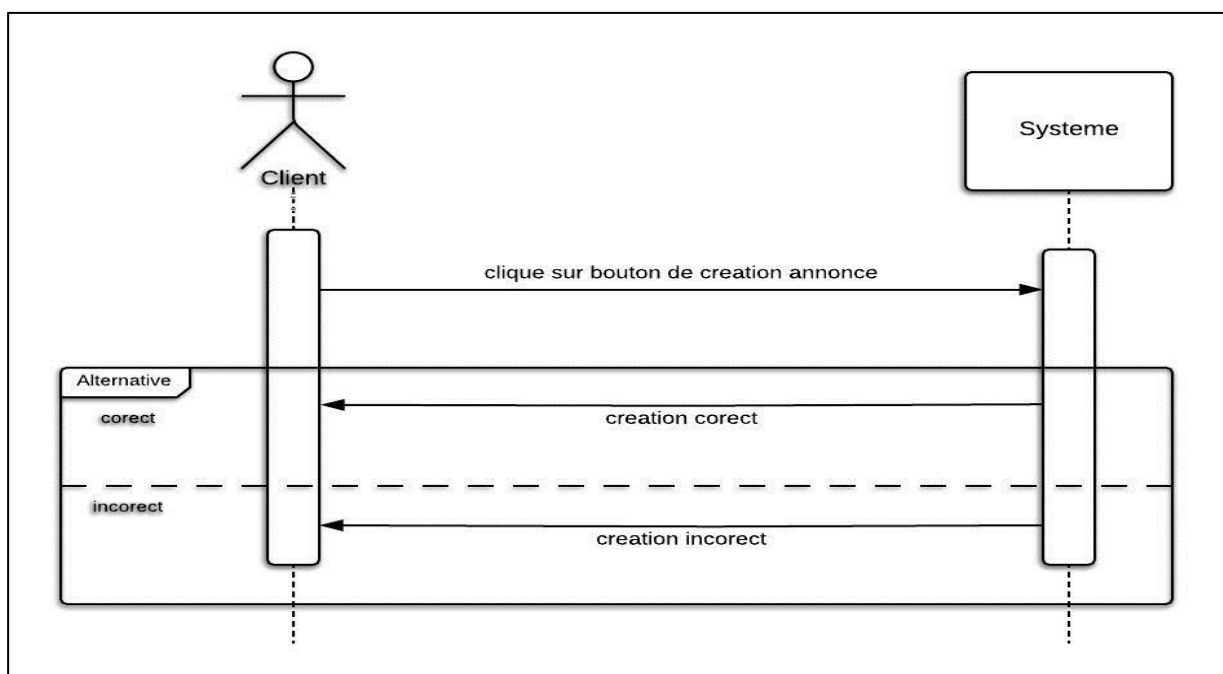 Client
Systeme
clique sur bouton de creation annonce
Alternative
corect
creation corect
incorect
creation incorect